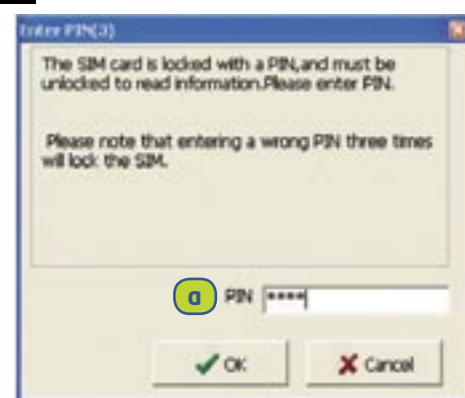 Enter PIN(3)
The SIM card is locked with a PIN,and must be
unlocked to read information.Please enter PIN.
Please note that entering a wrong PIN three times
will lock the SIM.
a PIN ****
OK Cancel